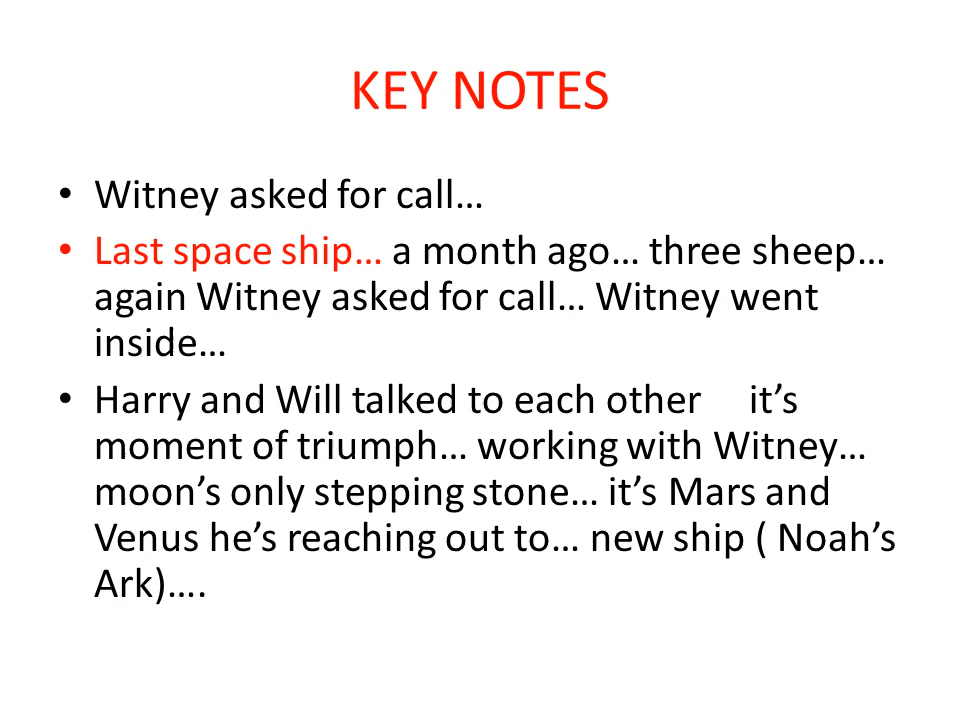 KEY NOTES
• Witney asked for call…
• Last space ship… a month ago… three sheep…
again Witney asked for call… Witney went
inside…
• Harry and Will talked to each other it’s
moment of triumph… working with Witney…
moon’s only stepping stone… it’s Mars and
Venus he’s reaching out to… new ship ( Noah’s
Ark)….